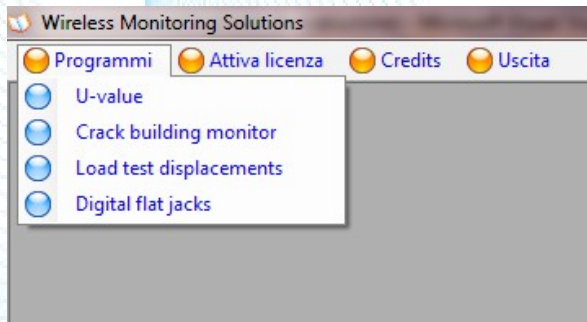 Wireless Monitoring Solutions
Programmi Attiva licenza Credits Uscita
U-value
Crack building monitor
Load test displacements
Digital flat jacks